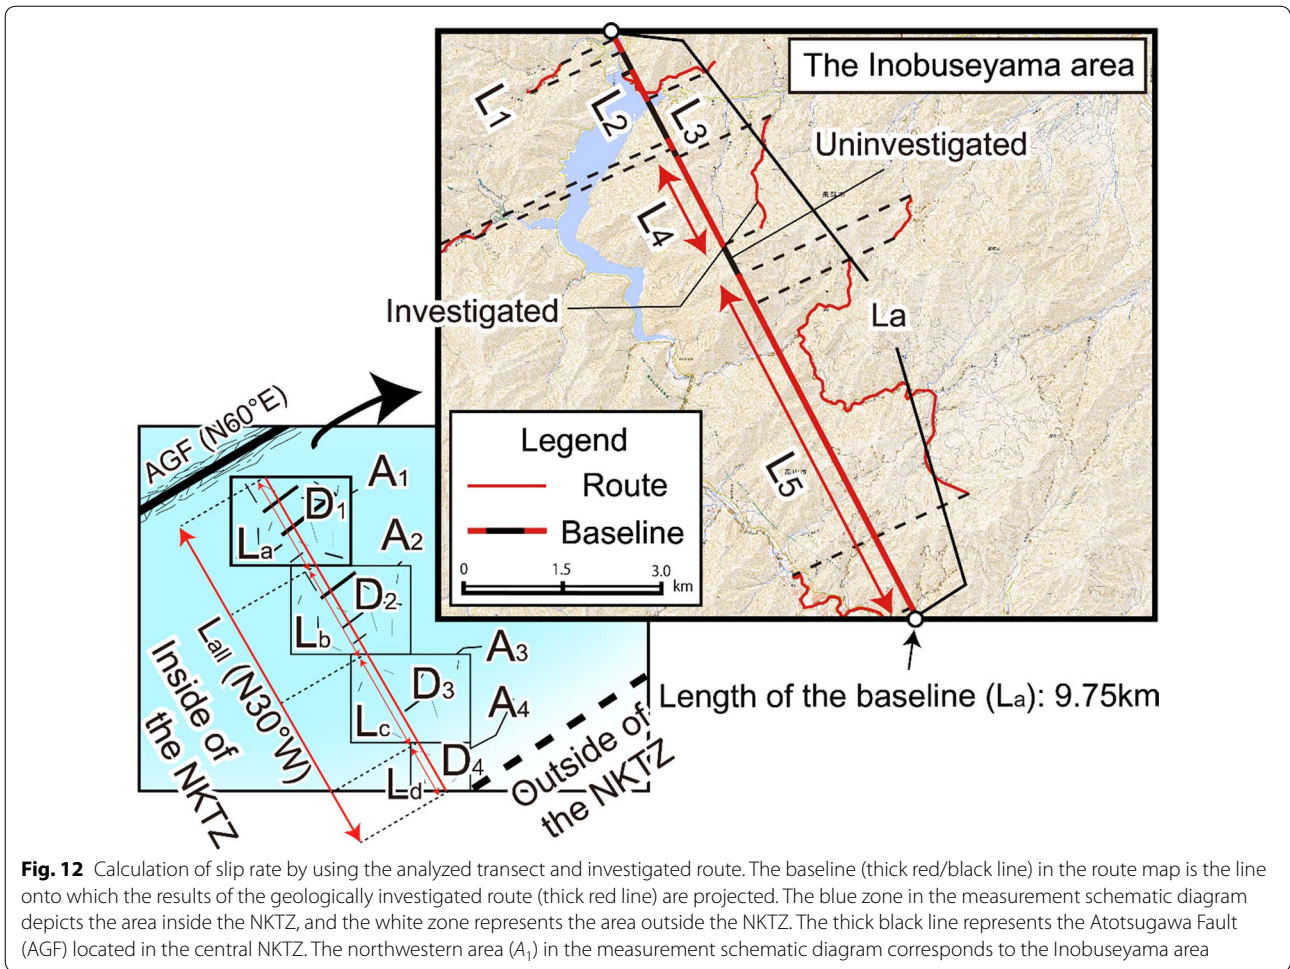 The Inobuseyama area
L1
L2
L3
Uninvestigated
L4
Investigated
La
L5
Legend
Route
Baseline
0 1.5 3.0
km
AGF (N60°E)
A1
D1
La
A2
D2
Lb
A3
D3
Lc
A4
D4
Ld
Lall (N30°W)
Inside of
the NKTZ
Outside of
the NKTZ
Length of the baseline (La): 9.75km
Fig. 12 Calculation of slip rate by using the analyzed transect and investigated route. The baseline (thick red/black line) in the route map is the line
onto which the results of the geologically investigated route (thick red line) are projected. The blue zone in the measurement schematic diagram
depicts the area inside the NKTZ, and the white zone represents the area outside the NKTZ. The thick black line represents the Atotsugawa Fault
(AGF) located in the central NKTZ. The northwestern area (A1) in the measurement schematic diagram corresponds to the Inobuseyama area